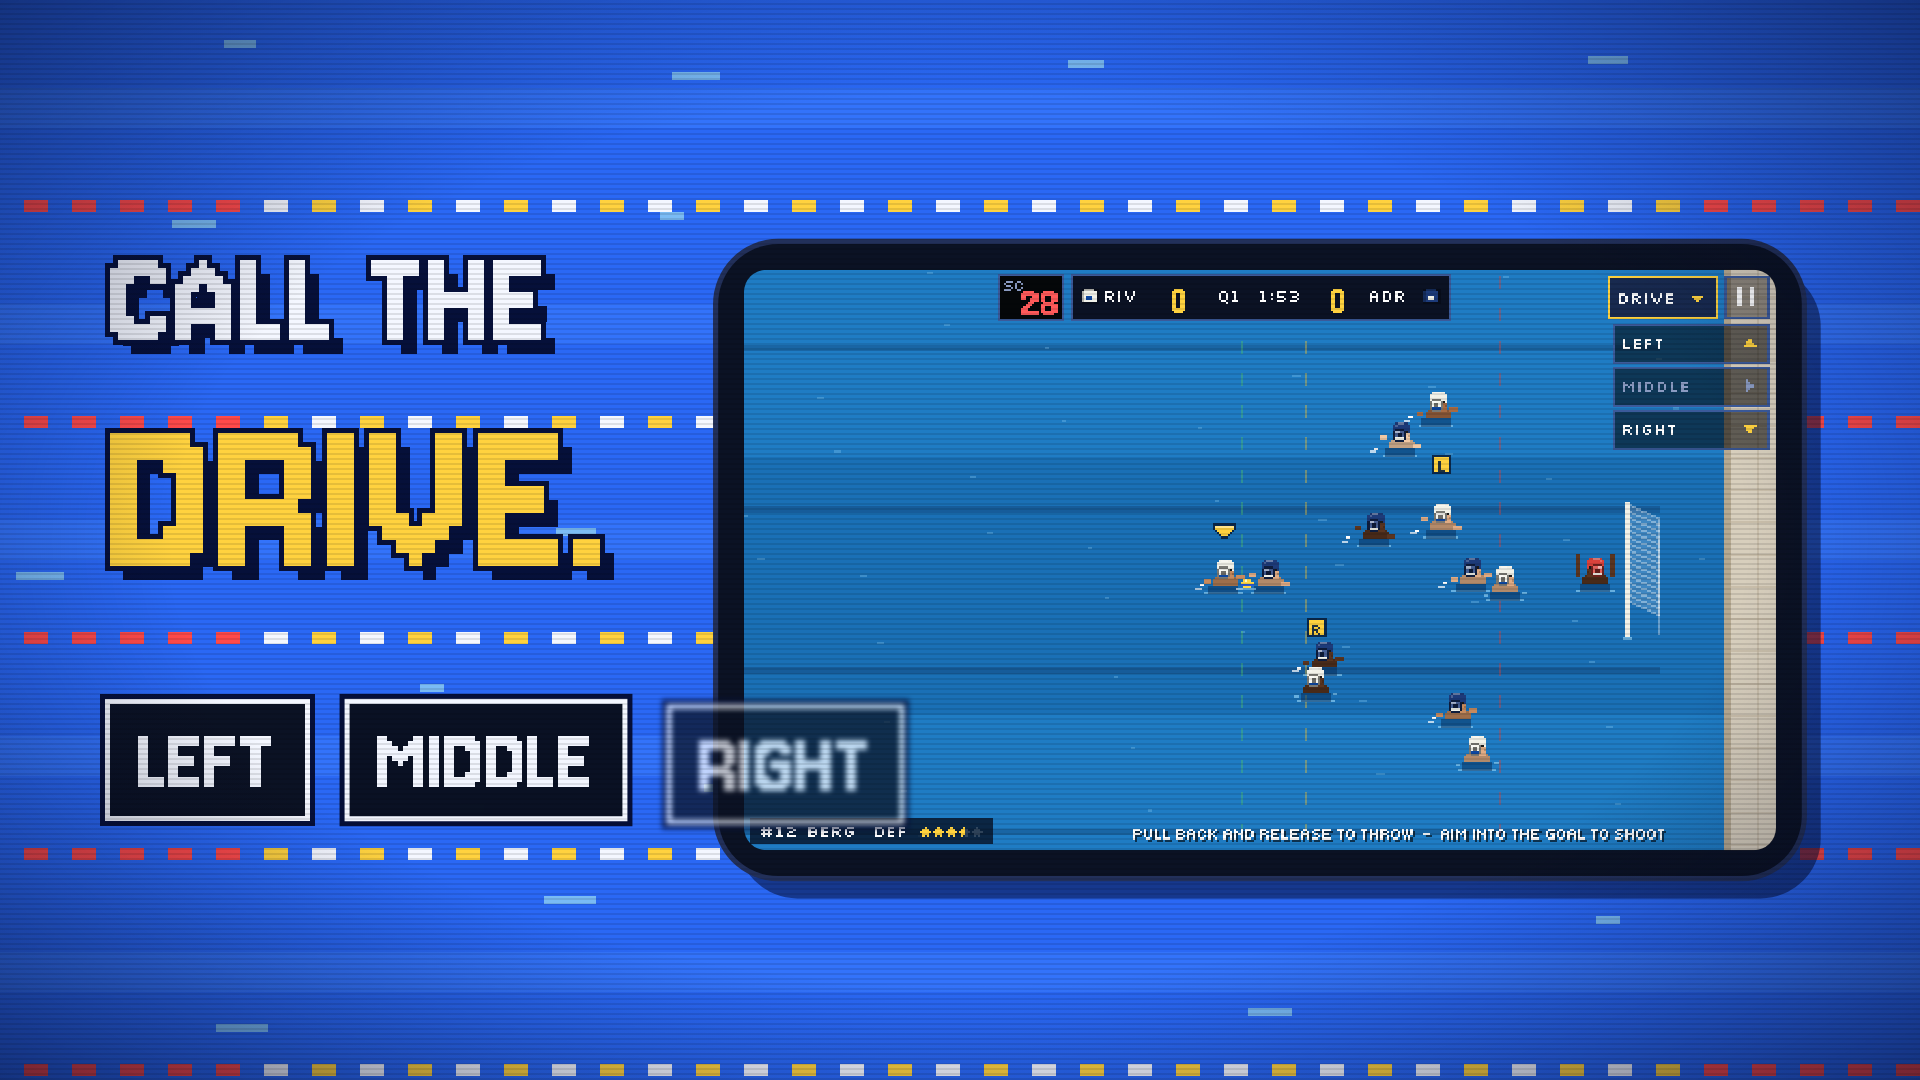 CALL THE
DRIVE.
LEFT
MIDDLE
RIGHT
SC 28
RIV 0 Q1 1:53 0 ADR
DRIVE
LEFT
MIDDLE
RIGHT
L
R
#12 BERG DEF
PULL BACK AND RELEASE TO THROW - AIM INTO THE GOAL TO SHOOT